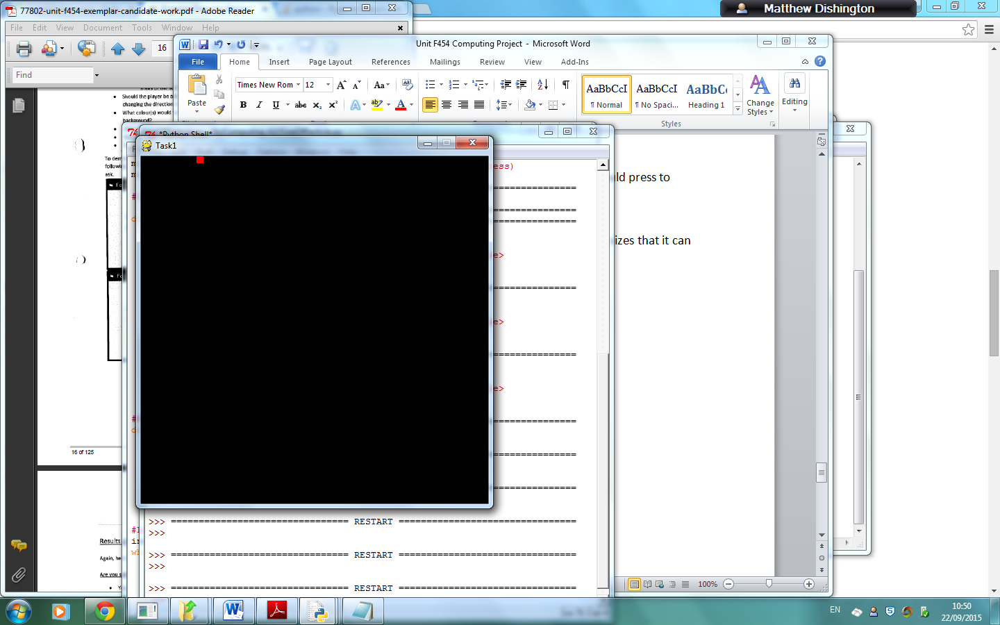 77802-unit-f454-exemplar-candidate-work.pdf - Adobe Reader
Matthew Dishington
File Edit View Document Tools Window Help
16
Find
Unit F454 Computing Project - Microsoft Word
File Home Insert Page Layout References Mailings Review View Add-Ins
Paste
Times New Rom 12
AaBbCcI AaBbCcI AaBbCc
¶ Normal ¶ No Spaci... Heading 1
Change Styles
Editing
Styles
Should the player be a
changing the direction
What colour(s) would
background?
To dem
following
ask.
16 of 125
Results
Again, he
Are you s
*Python Shell*
Task1
ess)
ld press to
izes that it can
e>
e>
e>
>>> ================================ RESTART ================================
>>>
>>> ================================ RESTART ================================
>>>
>>> ================================ RESTART ================================
100%
EN
10:50
22/09/2015